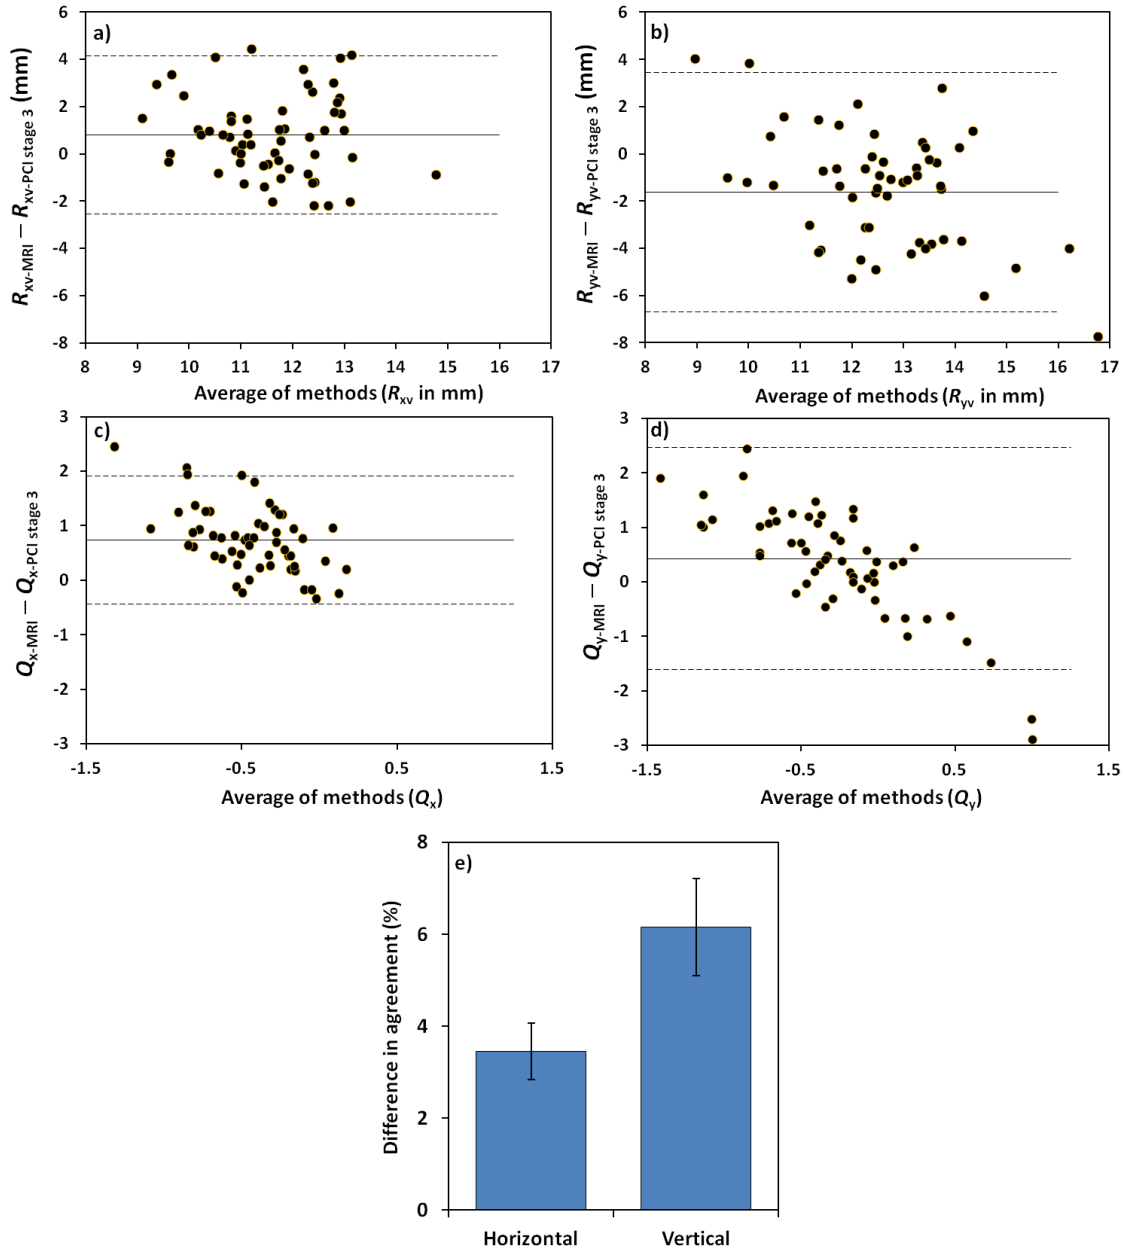 a)
R_xv-MRI – R_xv-PCI stage 3 (mm)
6
4
2
0
-2
-4
-6
-8
8 9 10 11 12 13 14 15 16 17
Average of methods (R_xv in mm)
b)
R_yv-MRI – R_yv-PCI stage 3 (mm)
6
4
2
0
-2
-4
-6
-8
8 9 10 11 12 13 14 15 16 17
Average of methods (R_yv in mm)
c)
Q_x-MRI – Q_x-PCI stage 3
3
2
1
0
-1
-2
-3
-1.5 -0.5 0.5 1.5
Average of methods (Q_x)
d)
Q_y-MRI – Q_y-PCI stage 3
3
2
1
0
-1
-2
-3
-1.5 -0.5 0.5 1.5
Average of methods (Q_y)
e)
Difference in agreement (%)
8
6
4
2
0
Horizontal Vertical